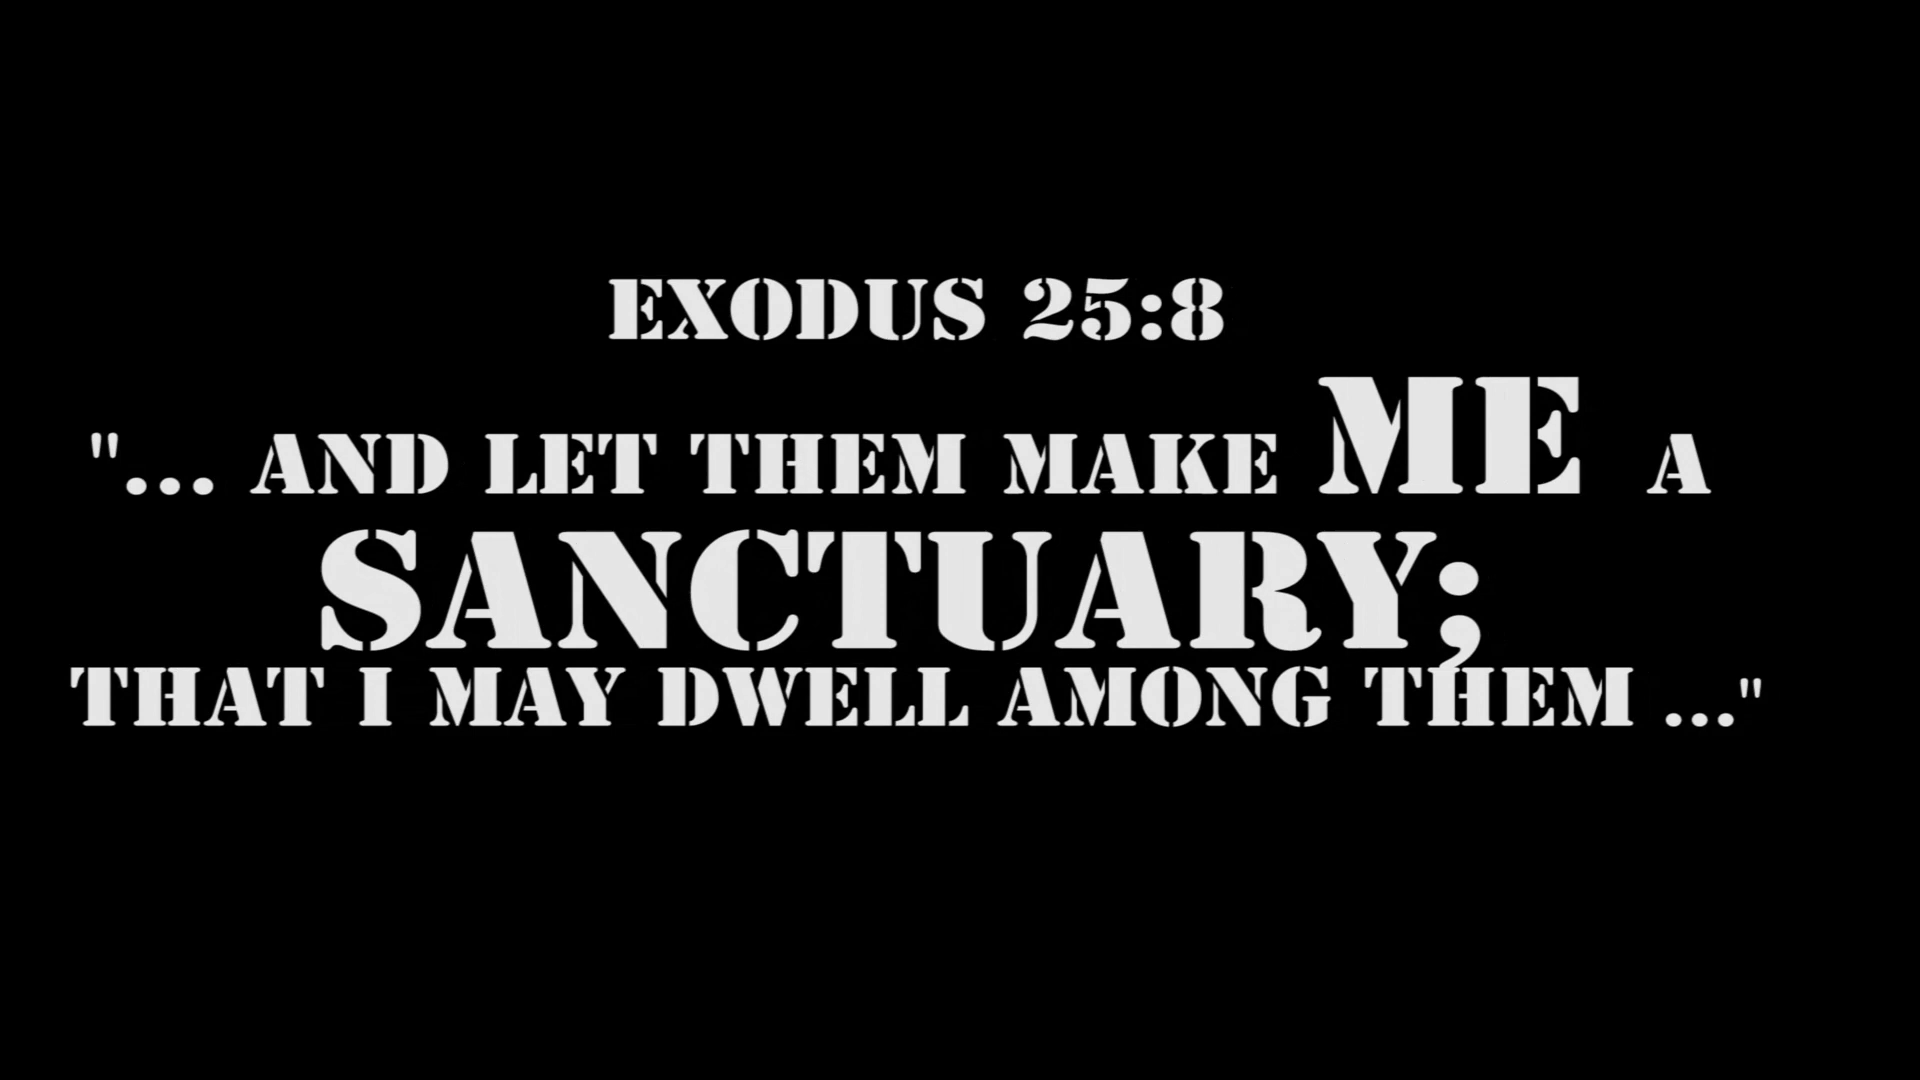 EXODUS 25:8
"... AND LET THEM MAKE ME A
SANCTUARY;
THAT I MAY DWELL AMONG THEM ..."